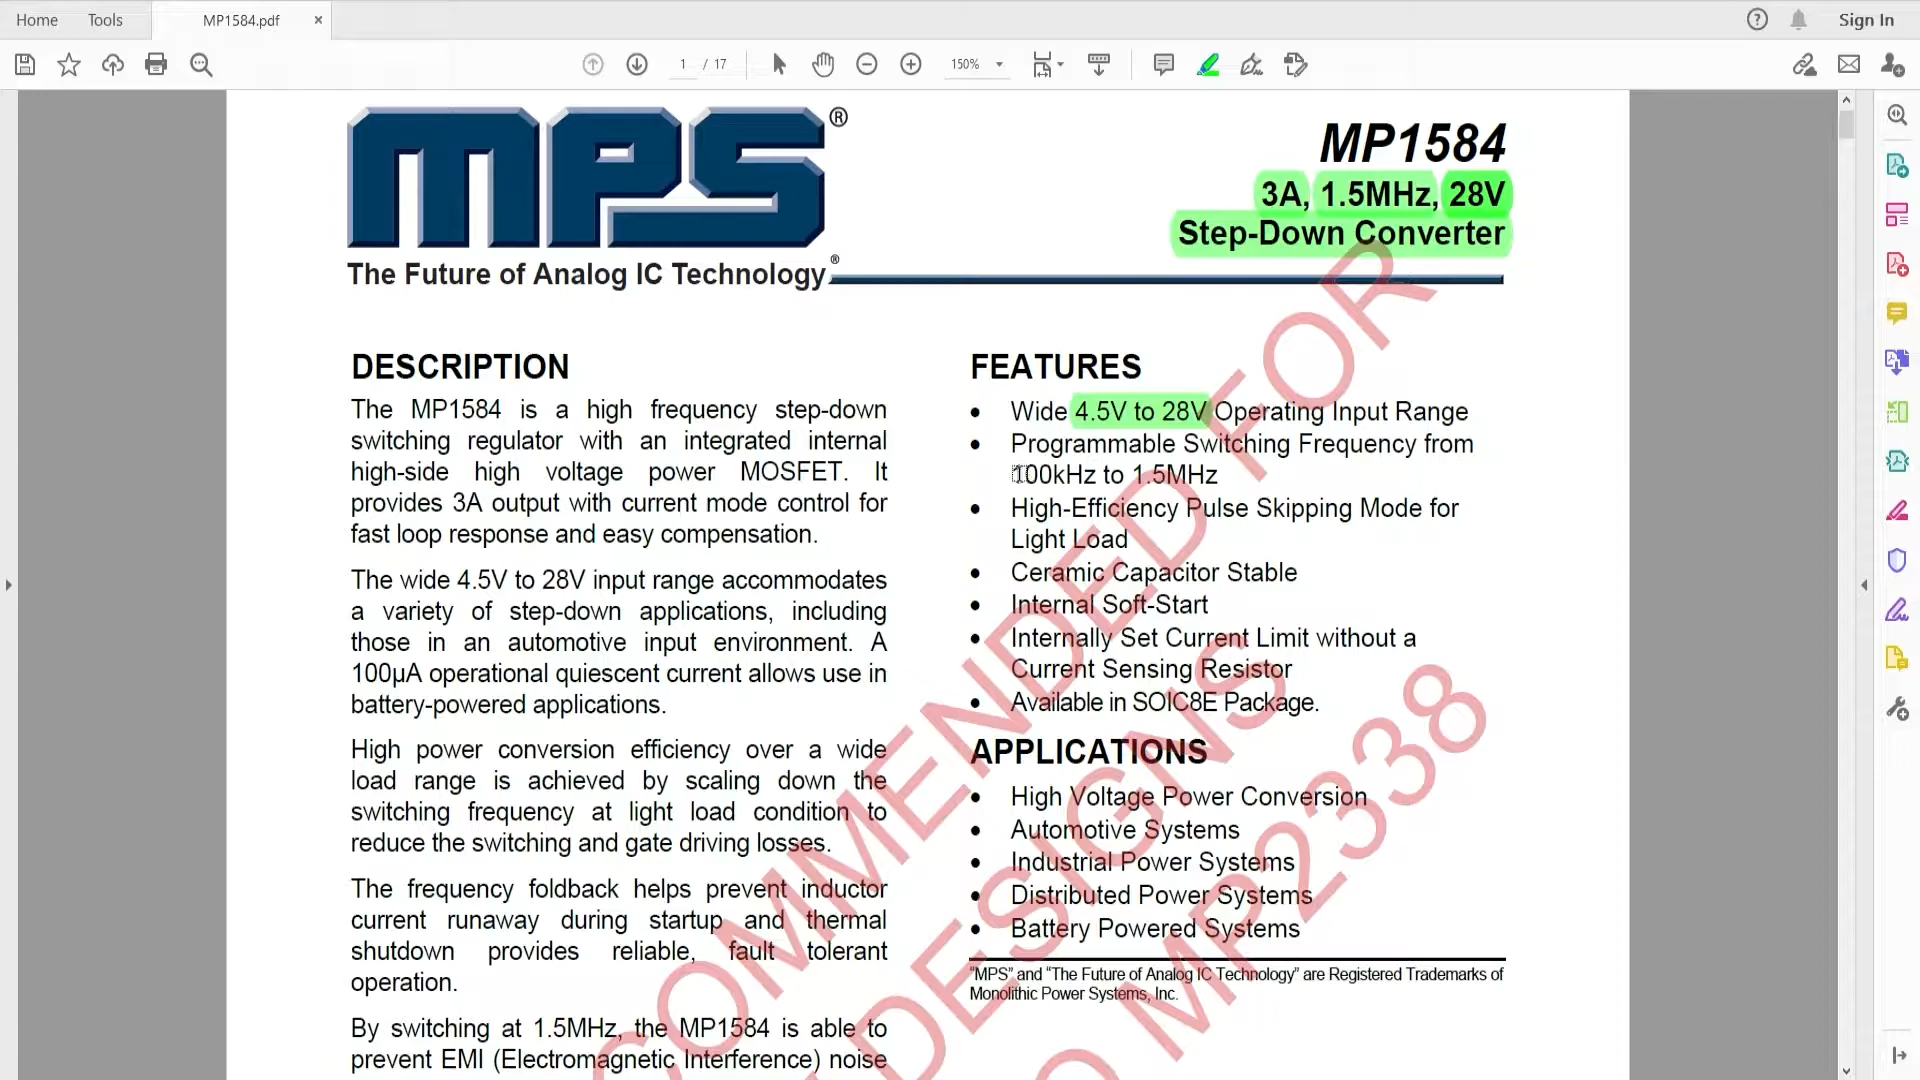 Home Tools MP1584.pdf × Sign In
1 / 17 150%
MPS®
The Future of Analog IC Technology®
MP1584
3A, 1.5MHz, 28V
Step-Down Converter
DESCRIPTION
The MP1584 is a high frequency step-down
switching regulator with an integrated internal
high-side high voltage power MOSFET. It
provides 3A output with current mode control for
fast loop response and easy compensation.
The wide 4.5V to 28V input range accommodates
a variety of step-down applications, including
those in an automotive input environment. A
100µA operational quiescent current allows use in
battery-powered applications.
High power conversion efficiency over a wide
load range is achieved by scaling down the
switching frequency at light load condition to
reduce the switching and gate driving losses.
The frequency foldback helps prevent inductor
current runaway during startup and thermal
shutdown provides reliable, fault tolerant
operation.
By switching at 1.5MHz, the MP1584 is able to
prevent EMI (Electromagnetic Interference) noise
FEATURES
• Wide 4.5V to 28V Operating Input Range
• Programmable Switching Frequency from
100kHz to 1.5MHz
• High-Efficiency Pulse Skipping Mode for
Light Load
• Ceramic Capacitor Stable
• Internal Soft-Start
• Internally Set Current Limit without a
Current Sensing Resistor
• Available in SOIC8E Package.
APPLICATIONS
• High Voltage Power Conversion
• Automotive Systems
• Industrial Power Systems
• Distributed Power Systems
• Battery Powered Systems
“MPS” and “The Future of Analog IC Technology” are Registered Trademarks of
Monolithic Power Systems, Inc.
FOR
DESIGNS
MP2338